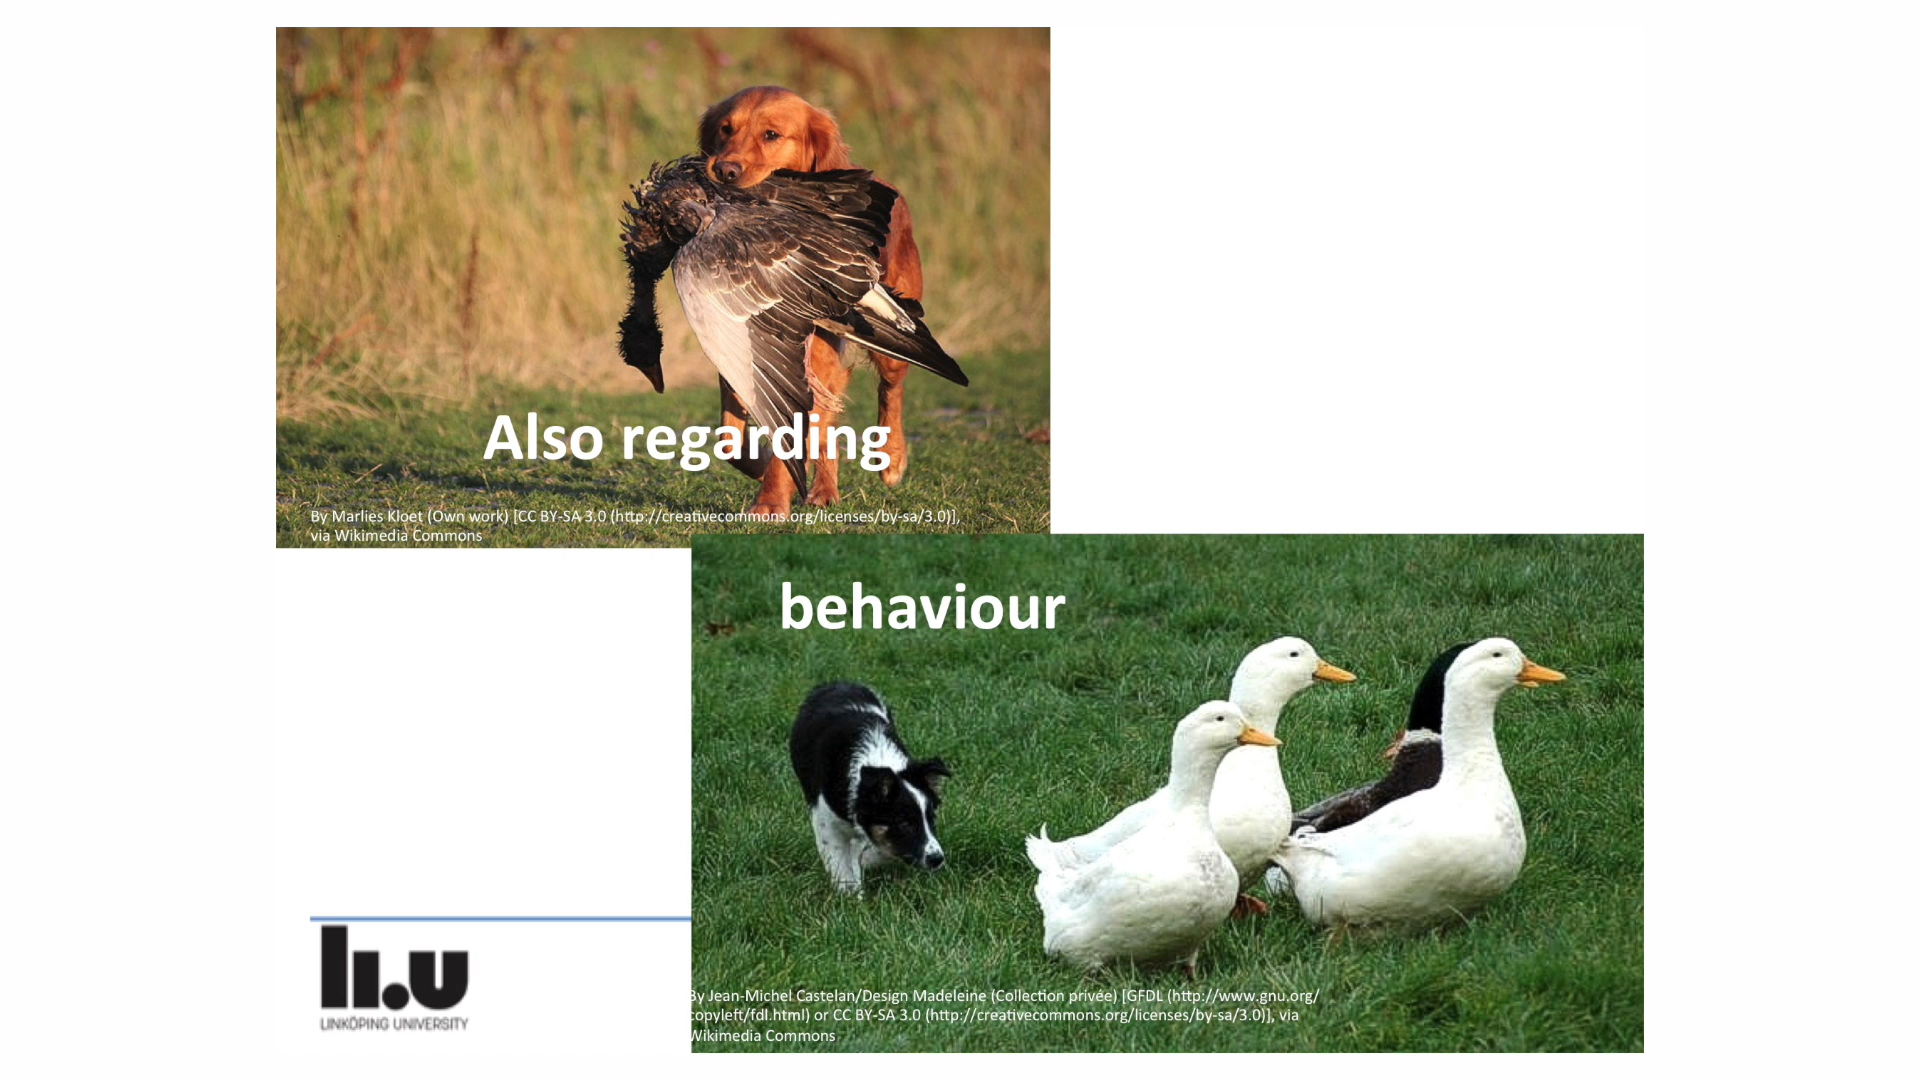 Also regarding
By Marlies Kloet (Own work) [CC BY-SA 3.0 (http://creativecommons.org/licenses/by-sa/3.0)],
via Wikimedia Commons
behaviour
By Jean-Michel Castelan/Design Madeleine (Collection privée) [GFDL (http://www.gnu.org/
copyleft/fdl.html) or CC BY-SA 3.0 (http://creativecommons.org/licenses/by-sa/3.0)], via
Wikimedia Commons
li.u
LINKÖPING UNIVERSITY